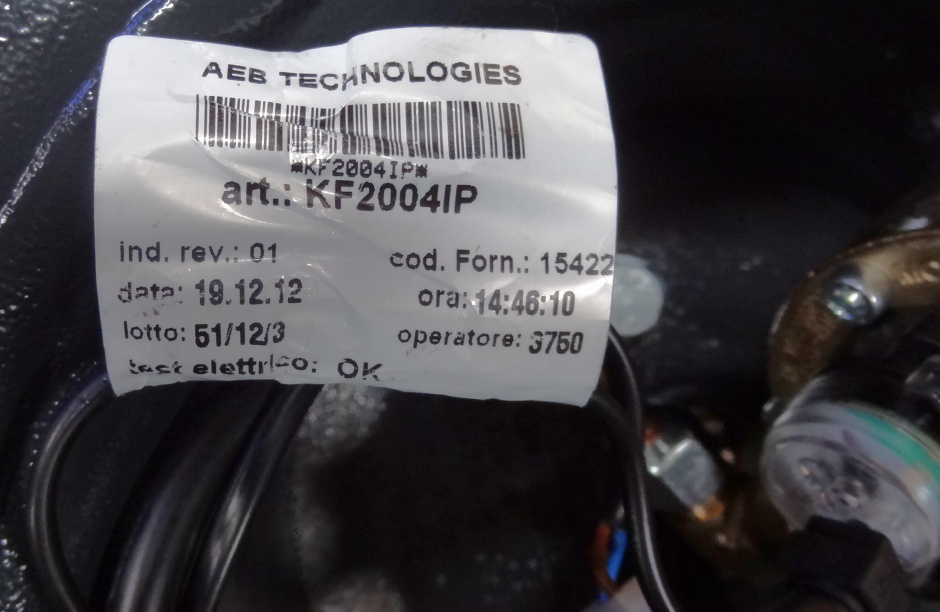 AEB TECHNOLOGIES
*KF2004IP*
art.: KF2004IP
ind. rev.: 01
cod. Forn.: 15422
data: 19.12.12
ora: 14:46:10
lotto: 51/12/3
operatore: 3750
test elettrico: OK